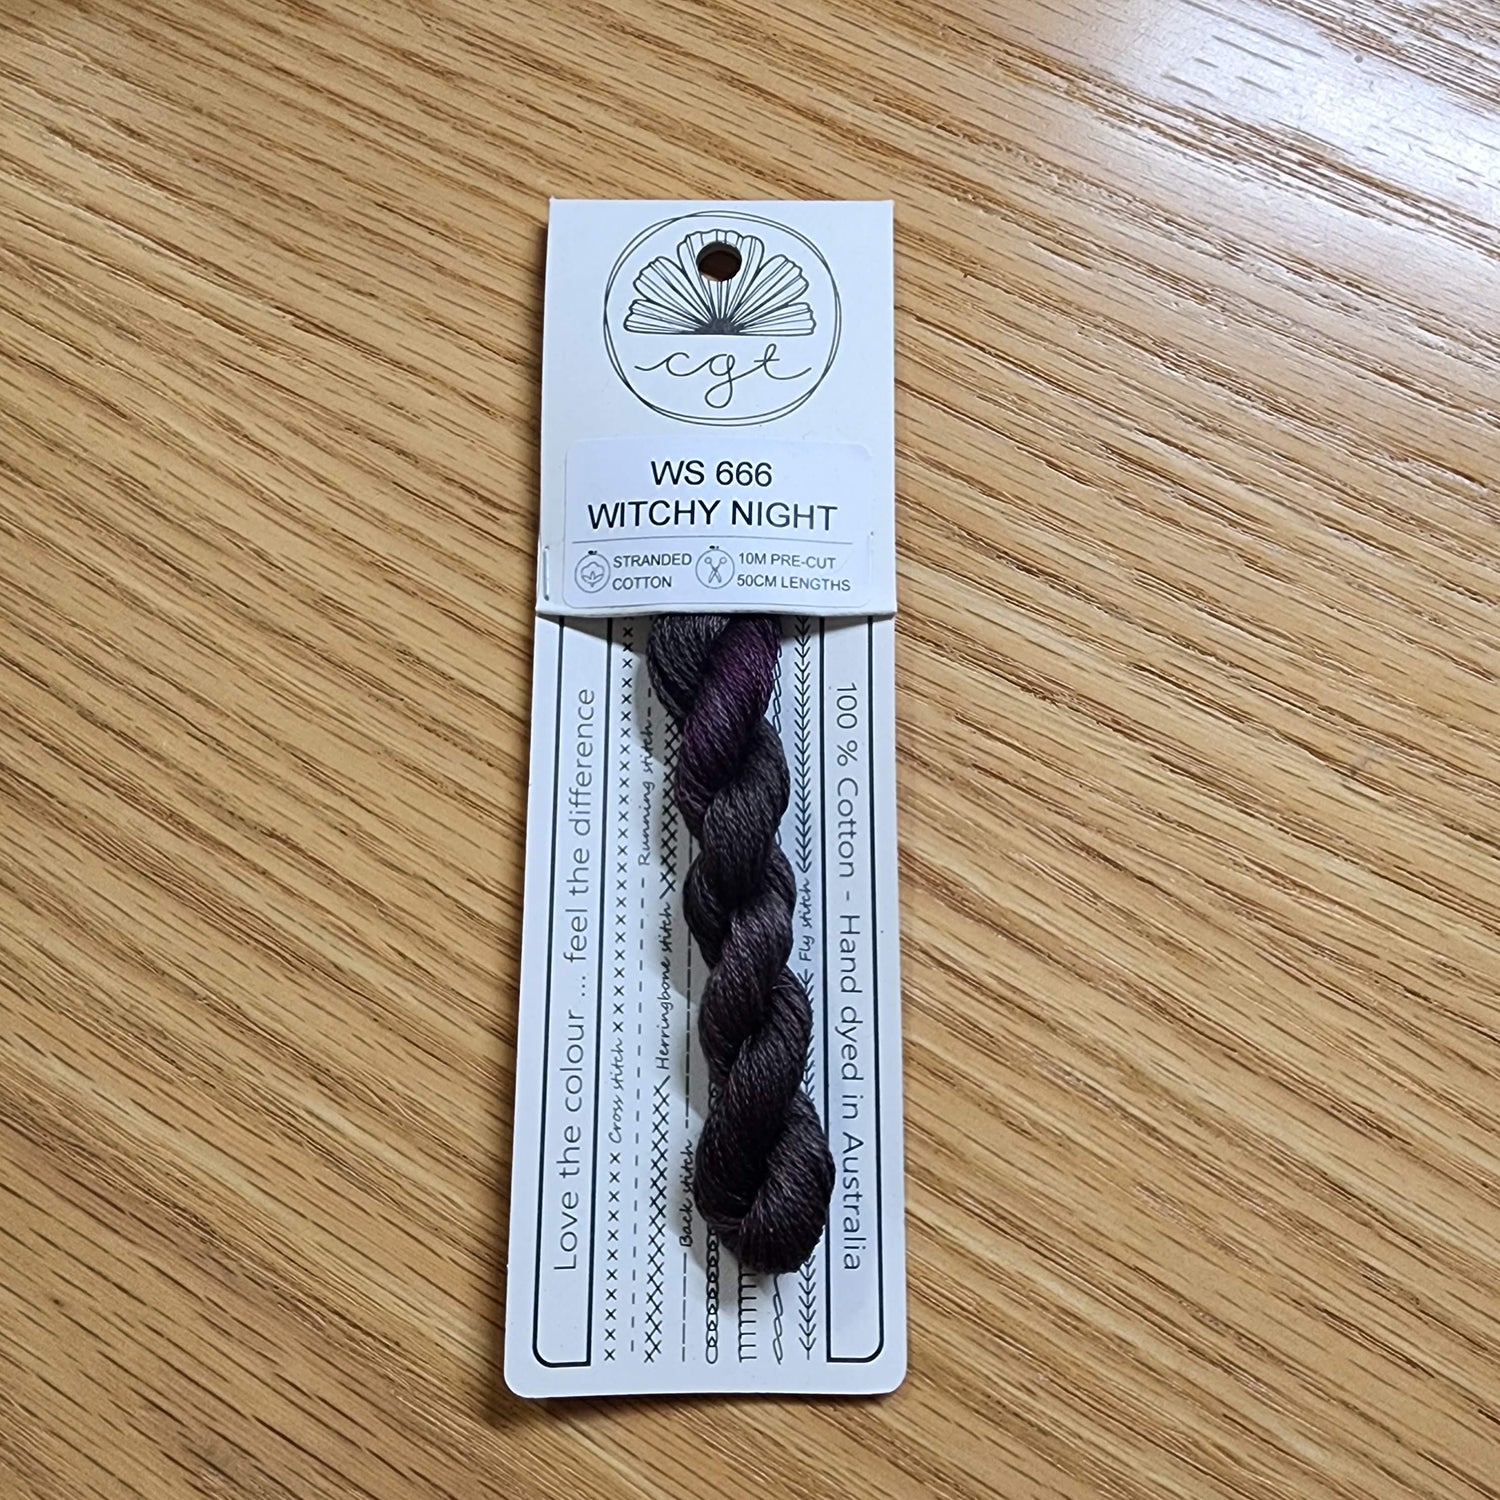 cgt
WS 666
WITCHY NIGHT
STRANDED
COTTON
10M PRE-CUT
50CM LENGTHS
Love the colour ... feel the difference
Cross stitch
Running stitch
Herringbone stitch
Back stitch
Fly stitch
100 % Cotton - Hand dyed in Australia